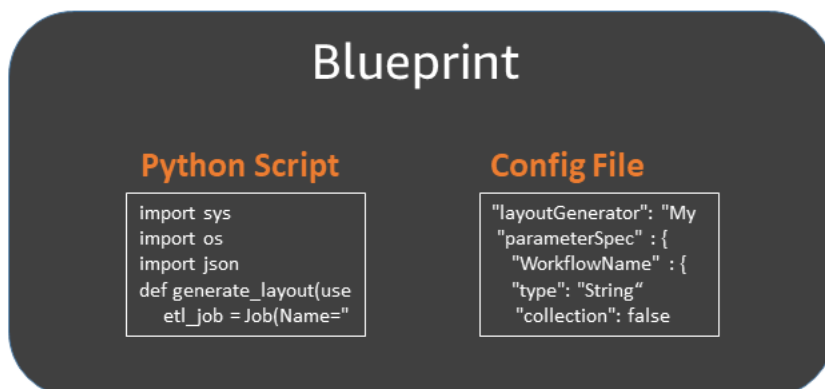 Blueprint
Python Script
import sys
import os
import json
def generate_layout(use
etl_job = Job(Name="
Config File
"layoutGenerator": "My
"parameterSpec" : {
"WorkflowName" : {
"type": "String“
"collection": false